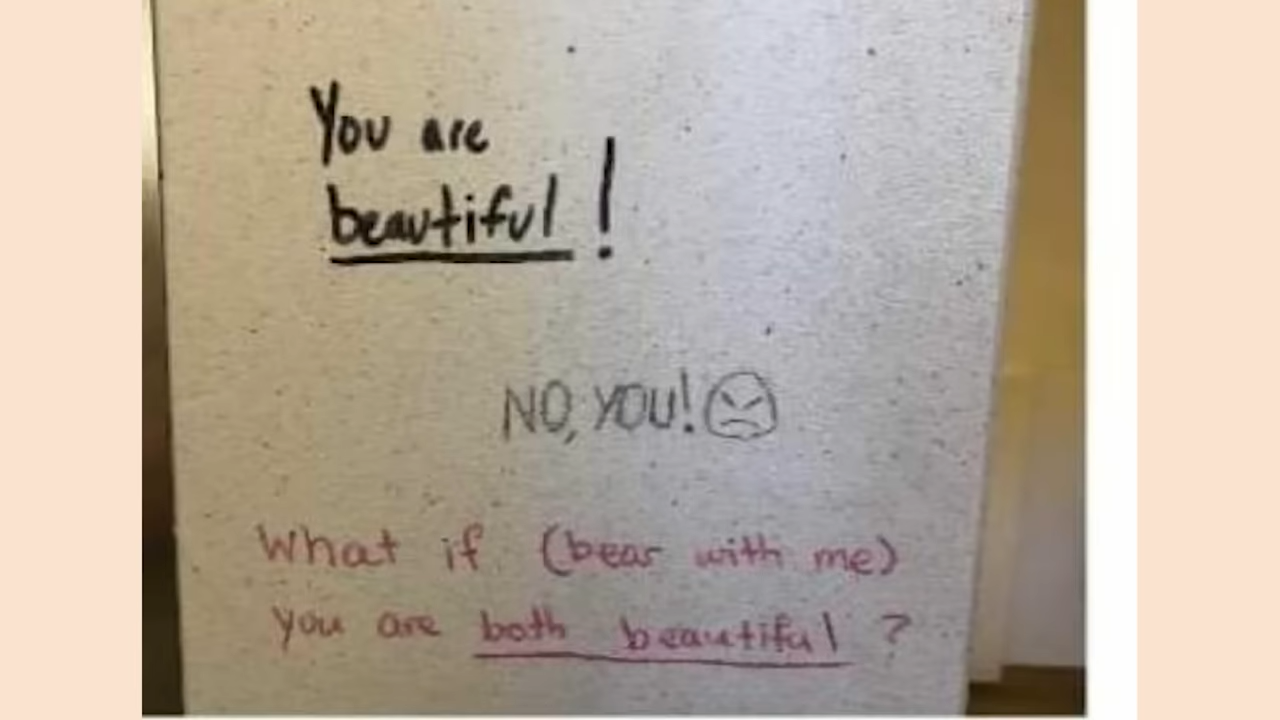 You are
beautiful!
NO, YOU!
What if (bear with me)
you are both beautiful ?